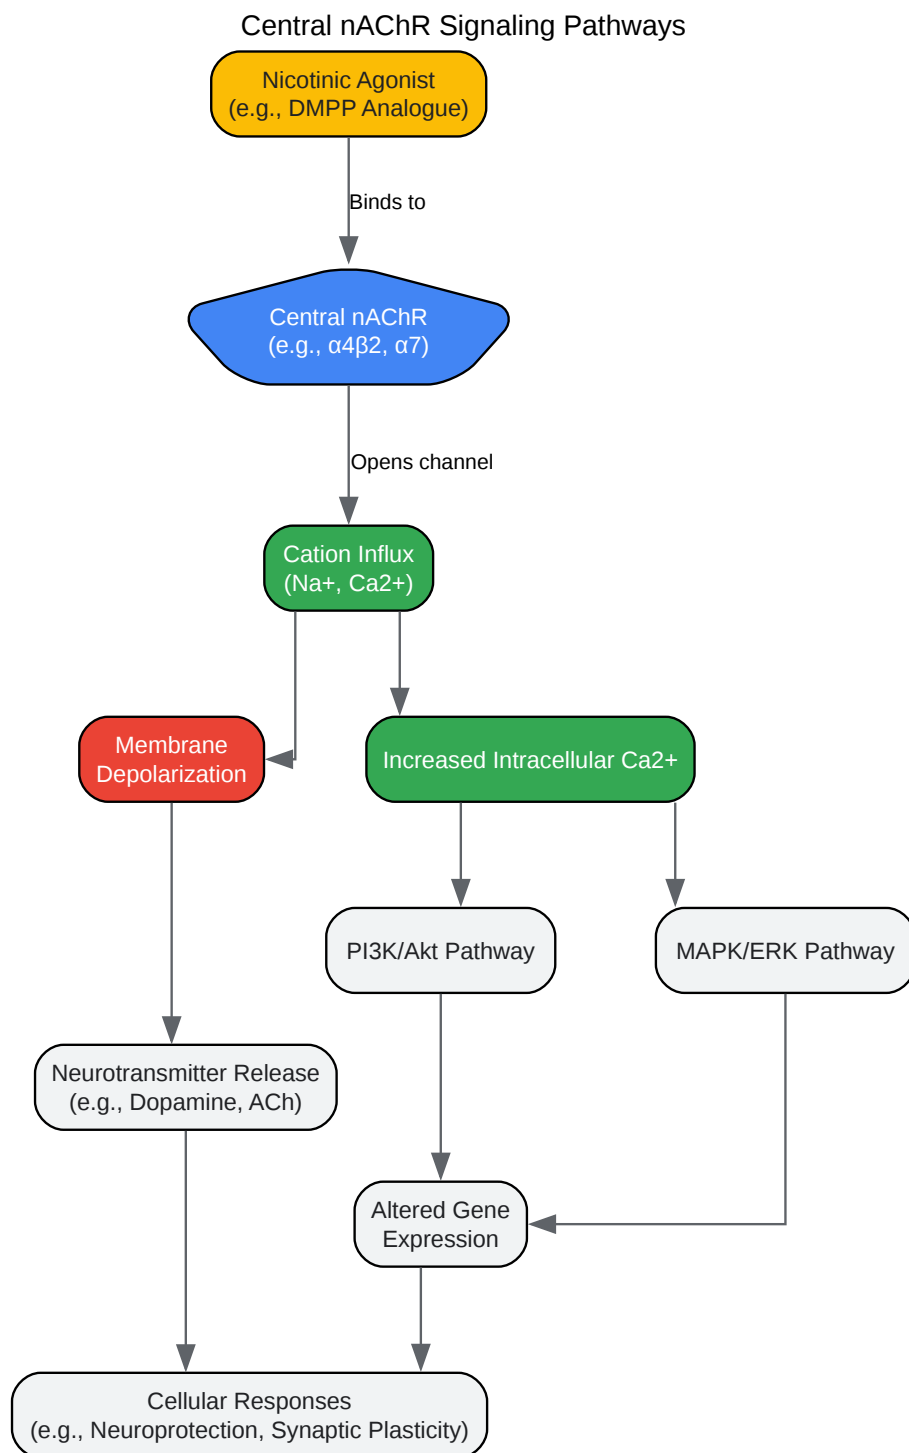 Central nAChR Signaling Pathways
Nicotinic Agonist
(e.g., DMPP Analogue)
Binds to
Central nAChR
(e.g., α4β2, α7)
Opens channel
Cation Influx
(Na+, Ca2+)
Membrane
Depolarization
Increased Intracellular Ca2+
PI3K/Akt Pathway
MAPK/ERK Pathway
Neurotransmitter Release
(e.g., Dopamine, ACh)
Altered Gene
Expression
Cellular Responses
(e.g., Neuroprotection, Synaptic Plasticity)